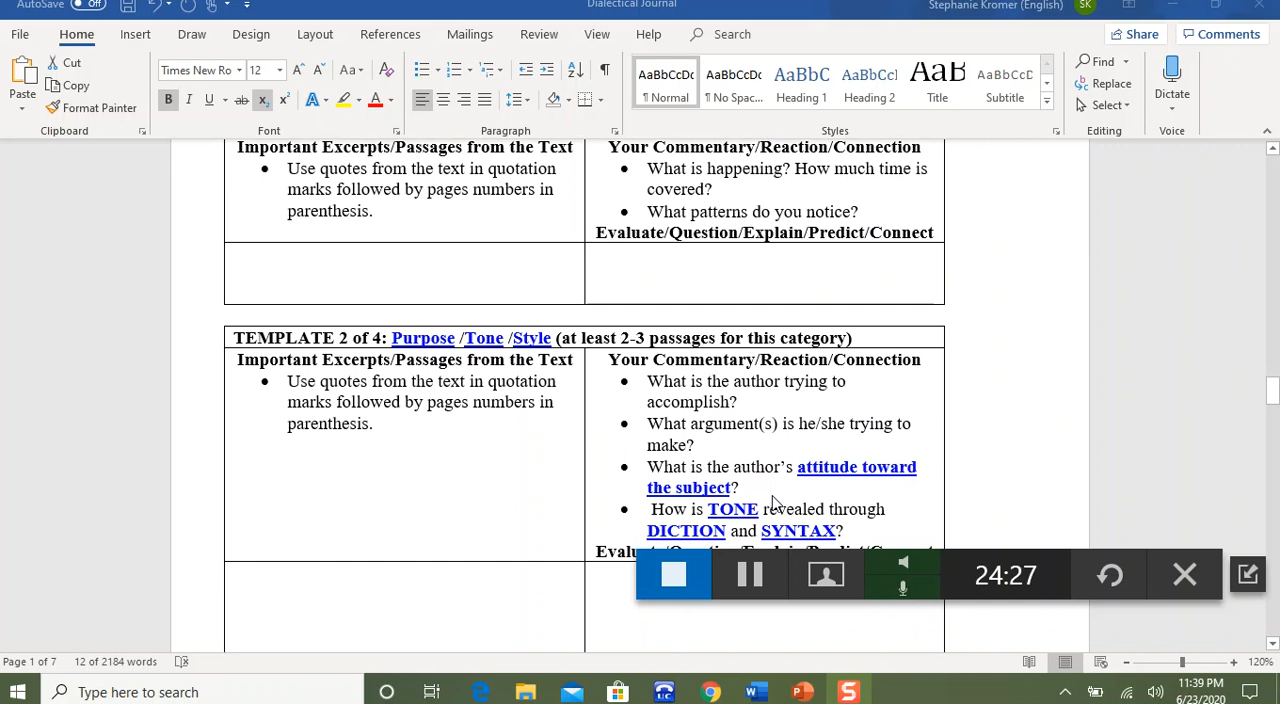 AutoSave Off Dialectical Journal Stephanie Kromer (English) SK
File Home Insert Draw Design Layout References Mailings Review View Help Search Share Comments
Paste Cut Copy Format Painter
Times New Ro 12 Aa
B I U ab x₂ x² A A
AaBbCcDc AaBbCcDc AaBbC AaBbCcl AaB AaBbCcD
¶ Normal ¶ No Spac... Heading 1 Heading 2 Title Subtitle
Find Replace Select Dictate
Clipboard Font Paragraph Styles Editing Voice
Important Excerpts/Passages from the Text
• Use quotes from the text in quotation
marks followed by pages numbers in
parenthesis.
Your Commentary/Reaction/Connection
• What is happening? How much time is
covered?
• What patterns do you notice?
Evaluate/Question/Explain/Predict/Connect
TEMPLATE 2 of 4: Purpose /Tone /Style (at least 2-3 passages for this category)
Important Excerpts/Passages from the Text
• Use quotes from the text in quotation
marks followed by pages numbers in
parenthesis.
Your Commentary/Reaction/Connection
• What is the author trying to
accomplish?
• What argument(s) is he/she trying to
make?
• What is the author’s attitude toward
the subject?
• How is TONE revealed through
DICTION and SYNTAX?
24:27
Page 1 of 7 12 of 2184 words 120%
Type here to search
11:39 PM
6/23/2020